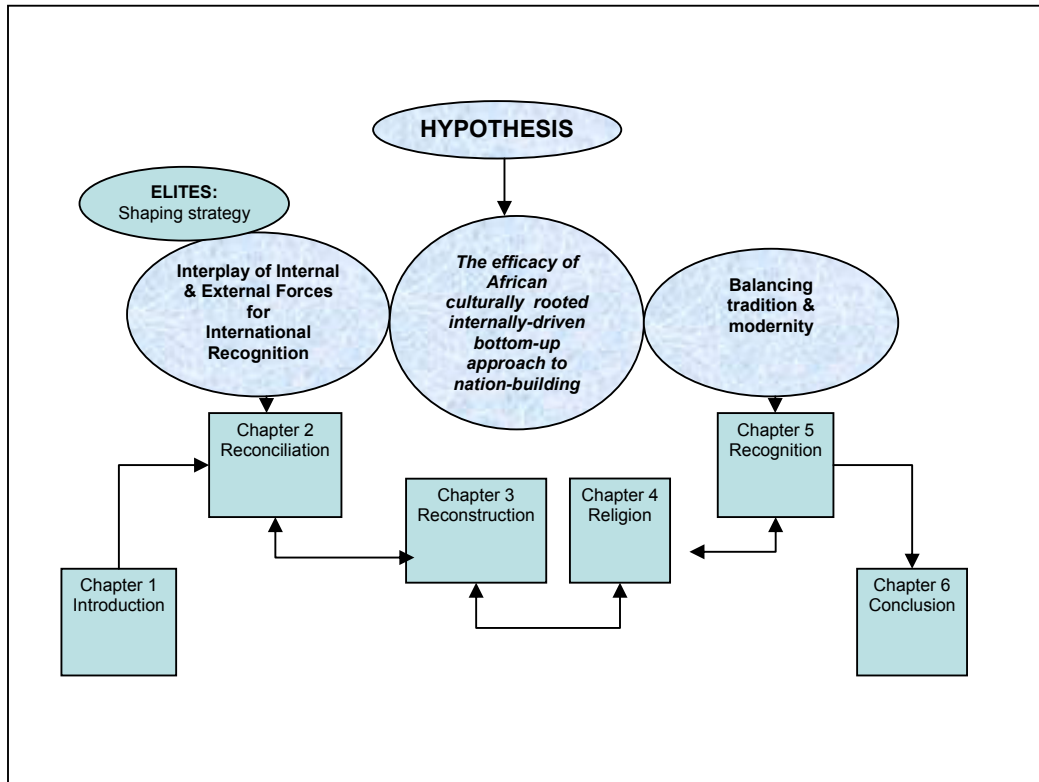 HYPOTHESIS
ELITES:
Shaping strategy
Interplay of Internal
& External Forces
for
International
Recognition
The efficacy of
African
culturally rooted
internally-driven
bottom-up
approach to
nation-building
Balancing
tradition &
modernity
Chapter 2
Reconciliation
Chapter 5
Recognition
Chapter 3
Reconstruction
Chapter 4
Religion
Chapter 1
Introduction
Chapter 6
Conclusion